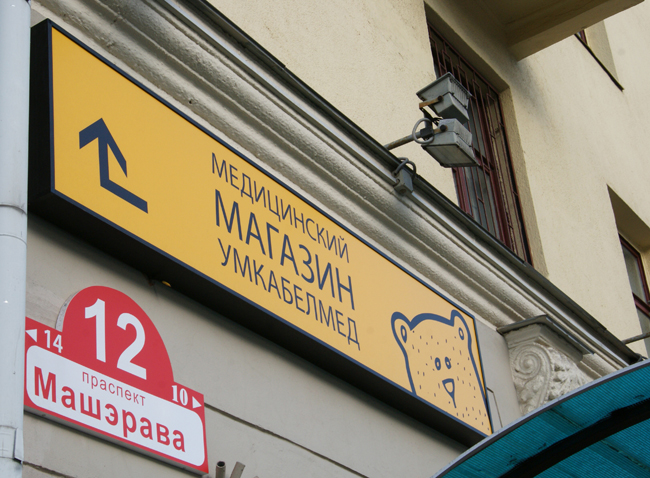 МЕДИЦИНСКИЙ
МАГАЗИН
УМКАБЕЛМЕД
12
14
праспект
10
Машэрава